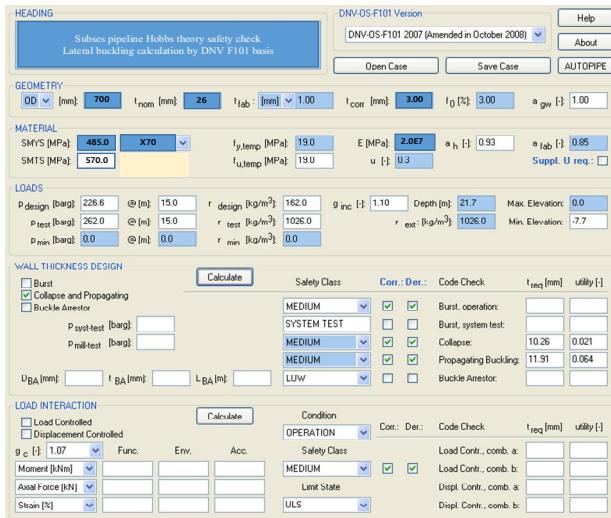 HEADING
Subses pipeline Hobbs theory safety check
Lateral buckling calculation by DNV F101 basis
DNV-OS-F101 Version
DNV-OS-F101 2007 (Amended in October 2008)
Help
About
Open Case Save Case AUTOPIPE
GEOMETRY
OD [mm]: 700 t nom [mm]: 26 t fab : [mm] 1.00 t corr [mm]: 3.00 f 0 [%]: 3.00 a gw [-]: 1.00
MATERIAL
SMYS [MPa]: 485.0 X70 f y,temp [MPa]: 19.0 E [MPa]: 2.0E7 a h [-]: 0.93 a fab [-]: 0.85
SMTS [MPa]: 570.0 f u,temp [MPa]: 19.0 u [-]: 0.3 Suppl. U req.:
LOADS
P design [barg]: 226.6 @ [m]: 15.0 r design [kg/m³]: 162.0 g inc [-]: 1.10 Depth [m]: 21.7 Max. Elevation: 0.0
P test [barg]: 262.0 @ [m]: 15.0 r test [kg/m³]: 1026.0 r ext : [kg/m³]: 1026.0 Min. Elevation: -7.7
P min [barg]: 0.0 @ [m]: 0.0 r min [kg/m³]: 0.0
WALL THICKNESS DESIGN
Burst Calculate Safety Class Corr.: Der.: Code Check t req [mm] utility [-]
Collapse and Propagating
Buckle Arrestor MEDIUM Burst. operation:
P syst-test [barg]: SYSTEM TEST Burst, system test:
P mill-test [barg]: MEDIUM Collapse: 10.26 0.021
MEDIUM Propagating Buckling: 11.91 0.064
D BA [mm]: t BA [mm]: L BA [m]: LOW Buckle Arrestor:
LOAD INTERACTION
Load Controlled Calculate Condition Corr.: Der.: Code Check t req [mm] utility [-]
Displacement Controlled OPERATION
g c [-]: 1.07 Func. Env. Acc. Safety Class Load Contr., comb. a:
Moment [kNm] MEDIUM Load Contr., comb. b:
Axial Force [kN] Limit State Displ. Contr., comb. a:
Strain [%] ULS Displ. Contr., comb. b: